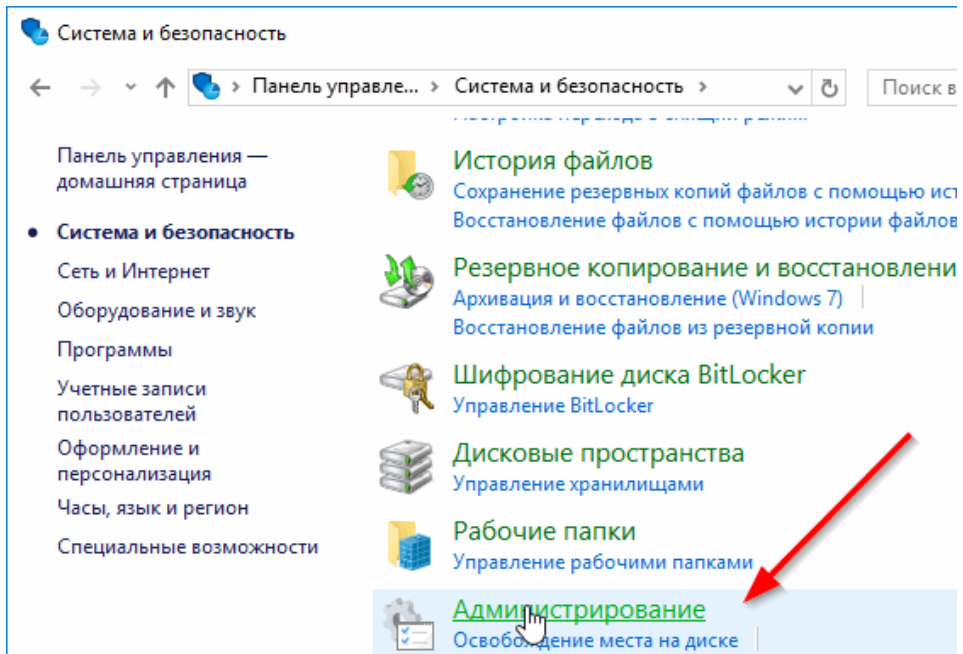 Система и безопасность
Панель управле... > Система и безопасность >
Поиск в
Панель управления —
домашняя страница
Система и безопасность
Сеть и Интернет
Оборудование и звук
Программы
Учетные записи
пользователей
Оформление и
персонализация
Часы, язык и регион
Специальные возможности
История файлов
Сохранение резервных копий файлов с помощью ист
Восстановление файлов с помощью истории файлов
Резервное копирование и восстановлени
Архивация и восстановление (Windows 7)
Восстановление файлов из резервной копии
Шифрование диска BitLocker
Управление BitLocker
Дисковые пространства
Управление хранилищами
Рабочие папки
Управление рабочими папками
Администрирование
Освобождение места на диске